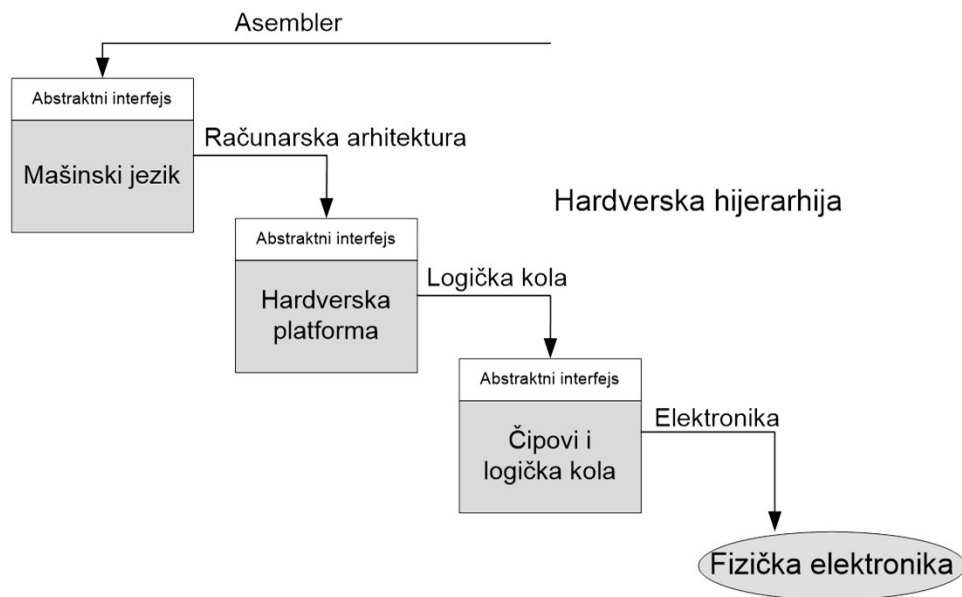 Asembler
Abstraktni interfejs
Mašinski jezik
Računarska arhitektura
Hardverska hijerarhija
Abstraktni interfejs
Hardverska
platforma
Logička kola
Abstraktni interfejs
Čipovi i
logička kola
Elektronika
Fizička elektronika